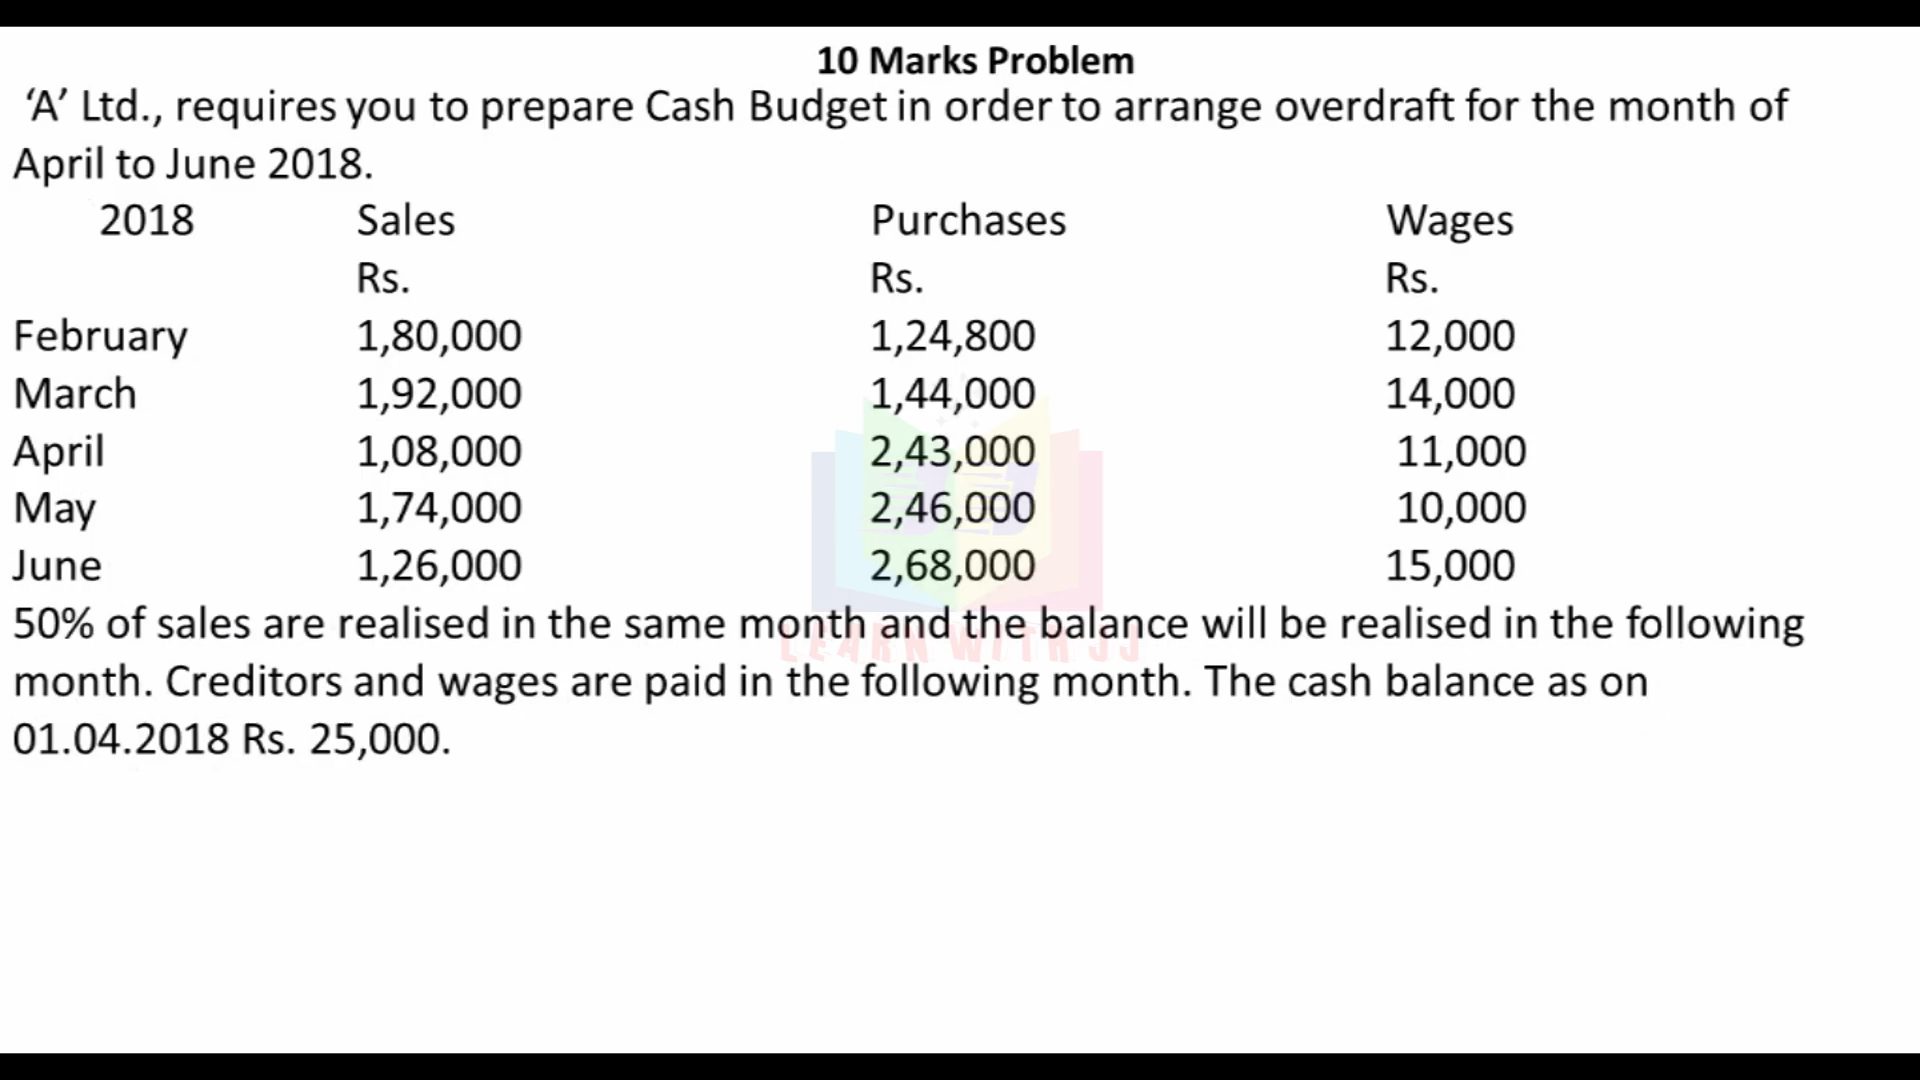 10 Marks Problem
‘A’ Ltd., requires you to prepare Cash Budget in order to arrange overdraft for the month of
April to June 2018.
2018 Sales Purchases Wages
Rs. Rs. Rs.
February 1,80,000 1,24,800 12,000
March 1,92,000 1,44,000 14,000
April 1,08,000 2,43,000 11,000
May 1,74,000 2,46,000 10,000
June 1,26,000 2,68,000 15,000
50% of sales are realised in the same month and the balance will be realised in the following
LEARN WITH JJ
month. Creditors and wages are paid in the following month. The cash balance as on
01.04.2018 Rs. 25,000.